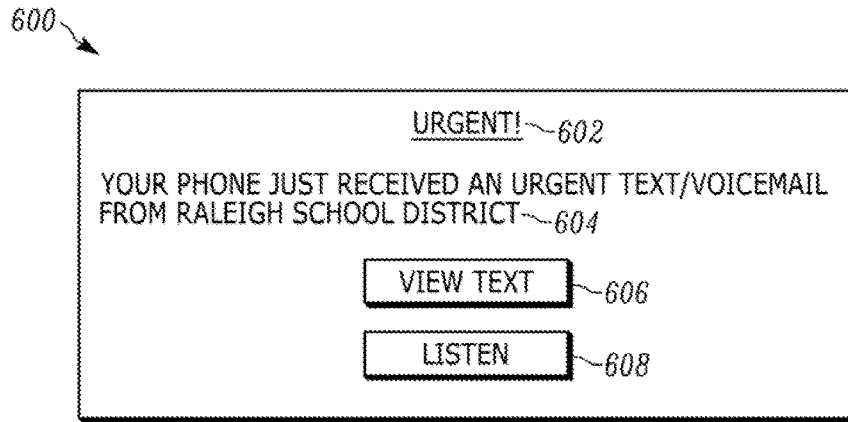 600
URGENT! 602
YOUR PHONE JUST RECEIVED AN URGENT TEXT/VOICEMAIL
FROM RALEIGH SCHOOL DISTRICT 604
VIEW TEXT 606
LISTEN 608